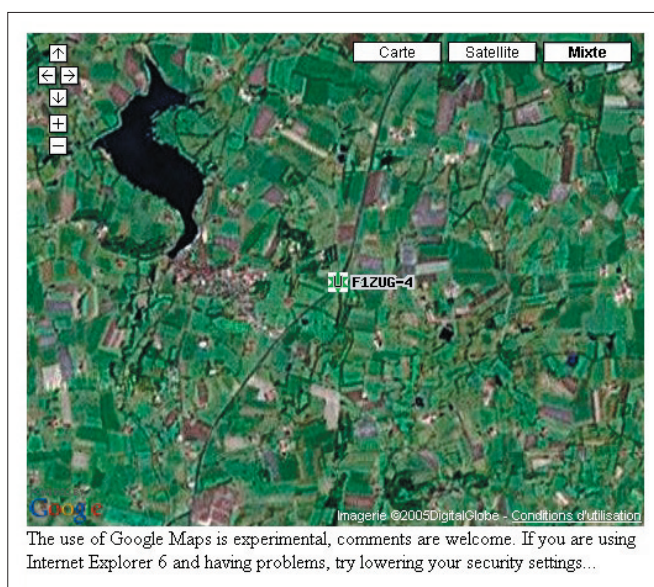 Carte Satellite Mixte
F1ZUG-4
Google
Imagerie ©2005DigitalGlobe - Conditions d'utilisation
The use of Google Maps is experimental, comments are welcome. If you are using
Internet Explorer 6 and having problems, try lowering your security settings...